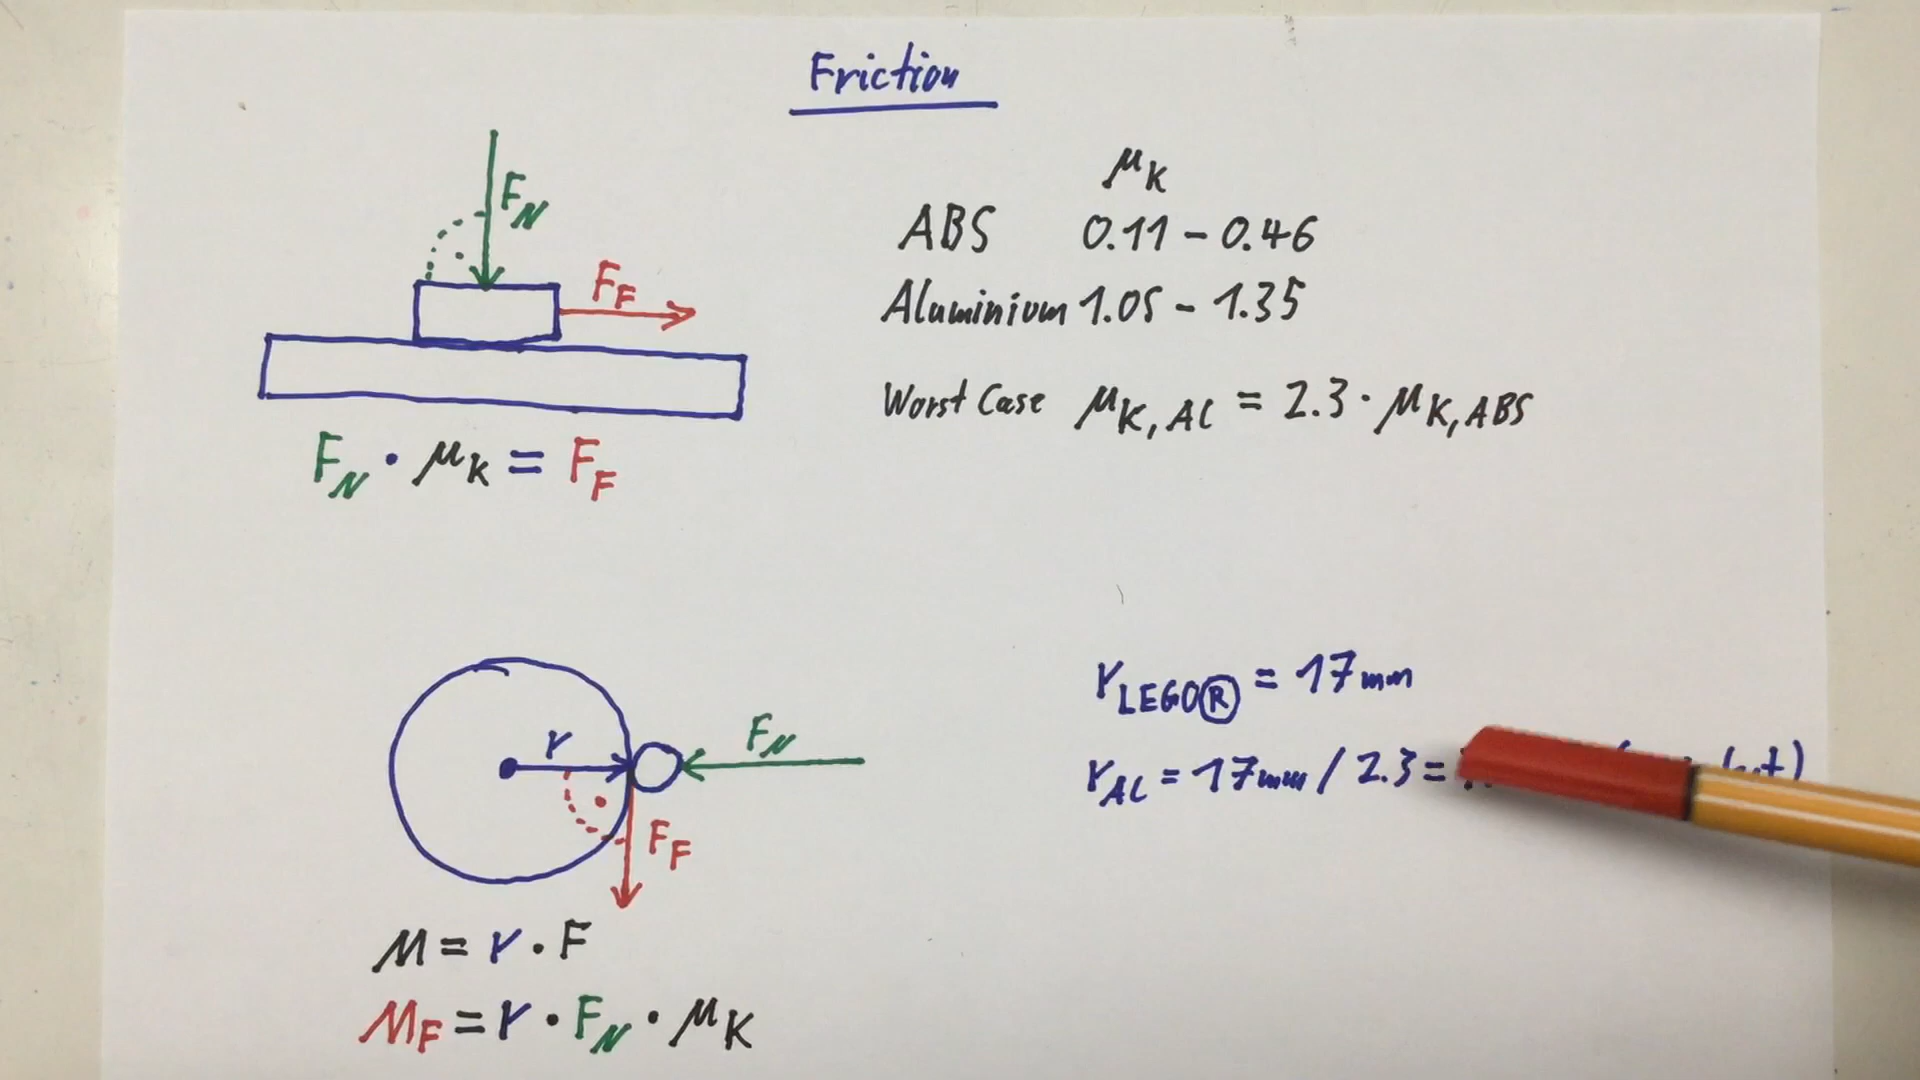 Friction
F_N
F_F
F_N · μ_K = F_F
μ_K
ABS 0.11 - 0.46
Aluminium 1.05 - 1.35
Worst Case μ_K,AL = 2.3 · μ_K,ABS
r
F_N
F_F
M = r · F
M_F = r · F_N · μ_K
r_LEGO® = 17mm
r_AL = 17mm / 2.3 =